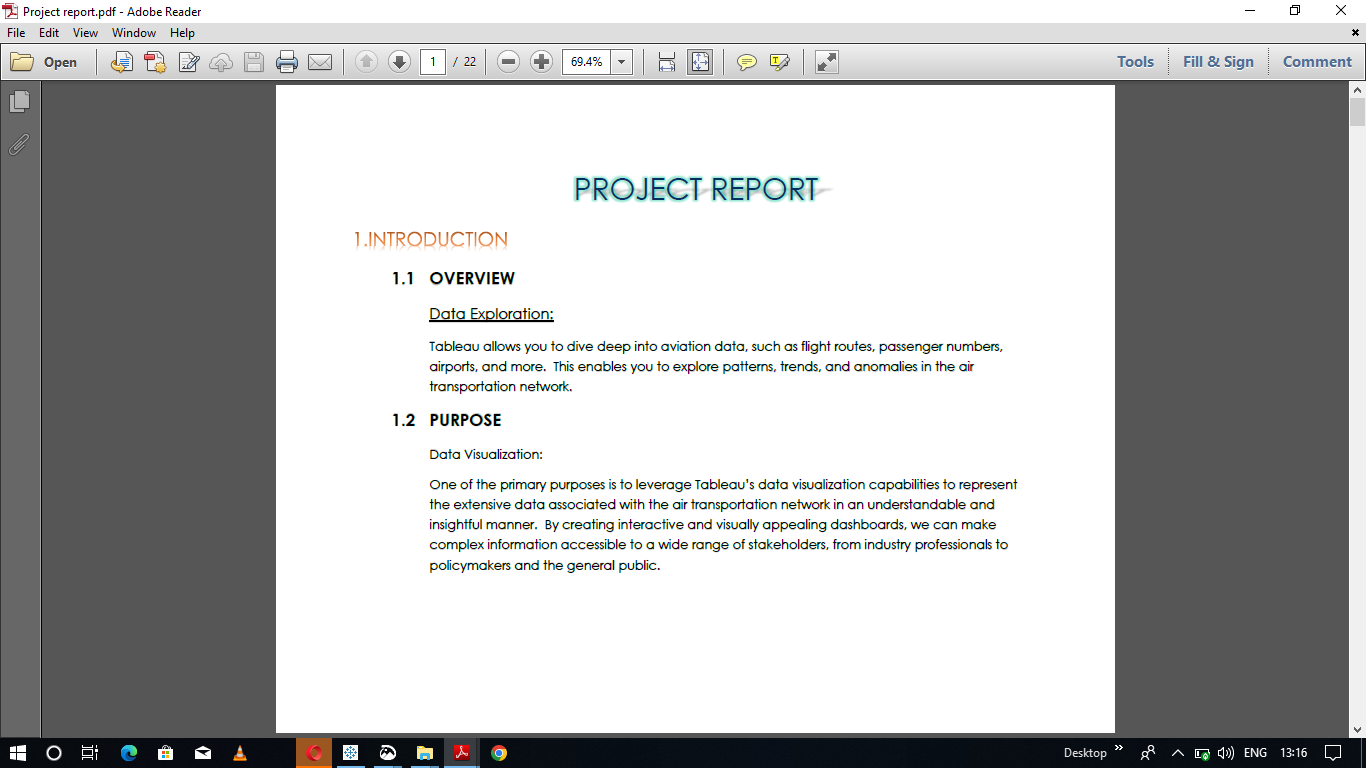 Project report.pdf - Adobe Reader
File Edit View Window Help
Open 1 / 22 69.4% Tools Fill & Sign Comment
PROJECT REPORT
1.INTRODUCTION
1.1 OVERVIEW
Data Exploration:
Tableau allows you to dive deep into aviation data, such as flight routes, passenger numbers,
airports, and more. This enables you to explore patterns, trends, and anomalies in the air
transportation network.
1.2 PURPOSE
Data Visualization:
One of the primary purposes is to leverage Tableau's data visualization capabilities to represent
the extensive data associated with the air transportation network in an understandable and
insightful manner. By creating interactive and visually appealing dashboards, we can make
complex information accessible to a wide range of stakeholders, from industry professionals to
policymakers and the general public.
Desktop ENG 13:16